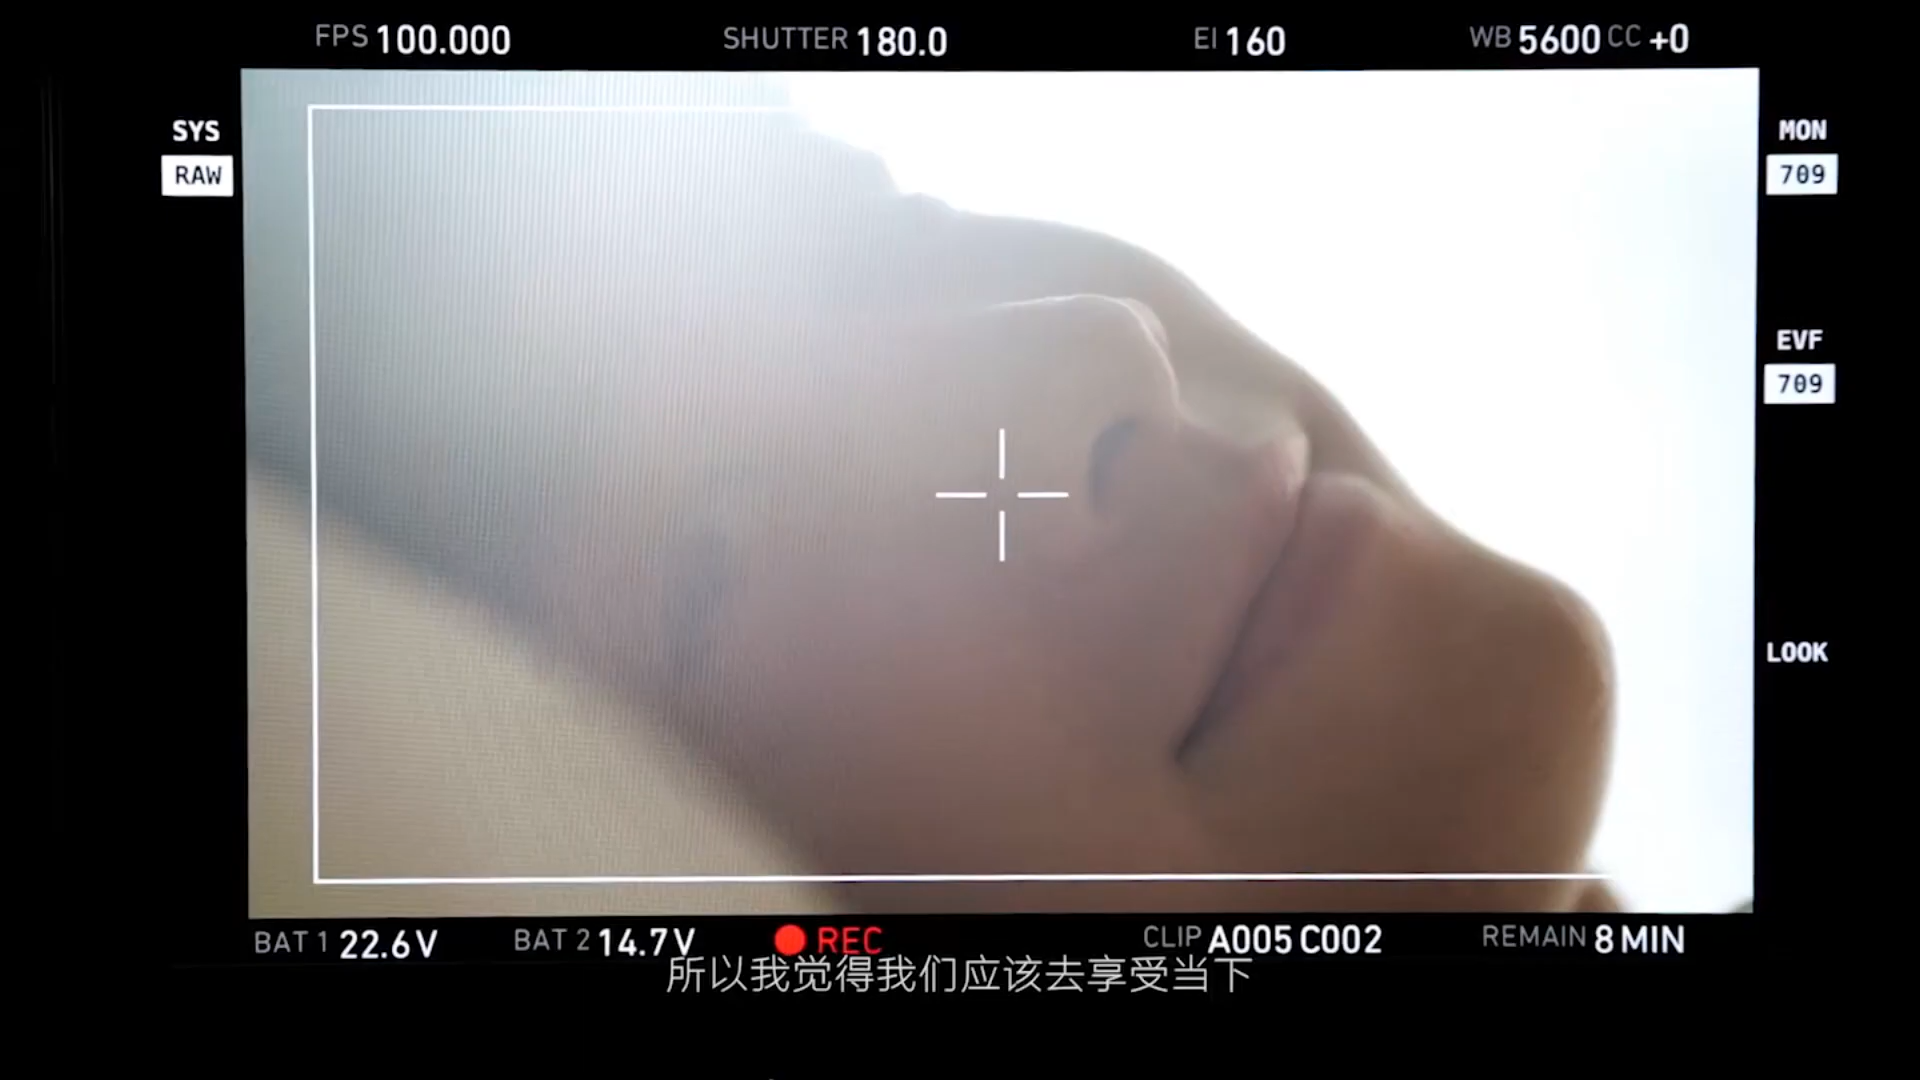 FPS 100.000 SHUTTER 180.0 EI 160 WB 5600 CC +0
SYS
RAW
MON
709
EVF
709
LOOK
BAT 1 22.6V BAT 2 14.7V REC CLIP A005 C002 REMAIN 8 MIN
所以我觉得我们应该去享受当下